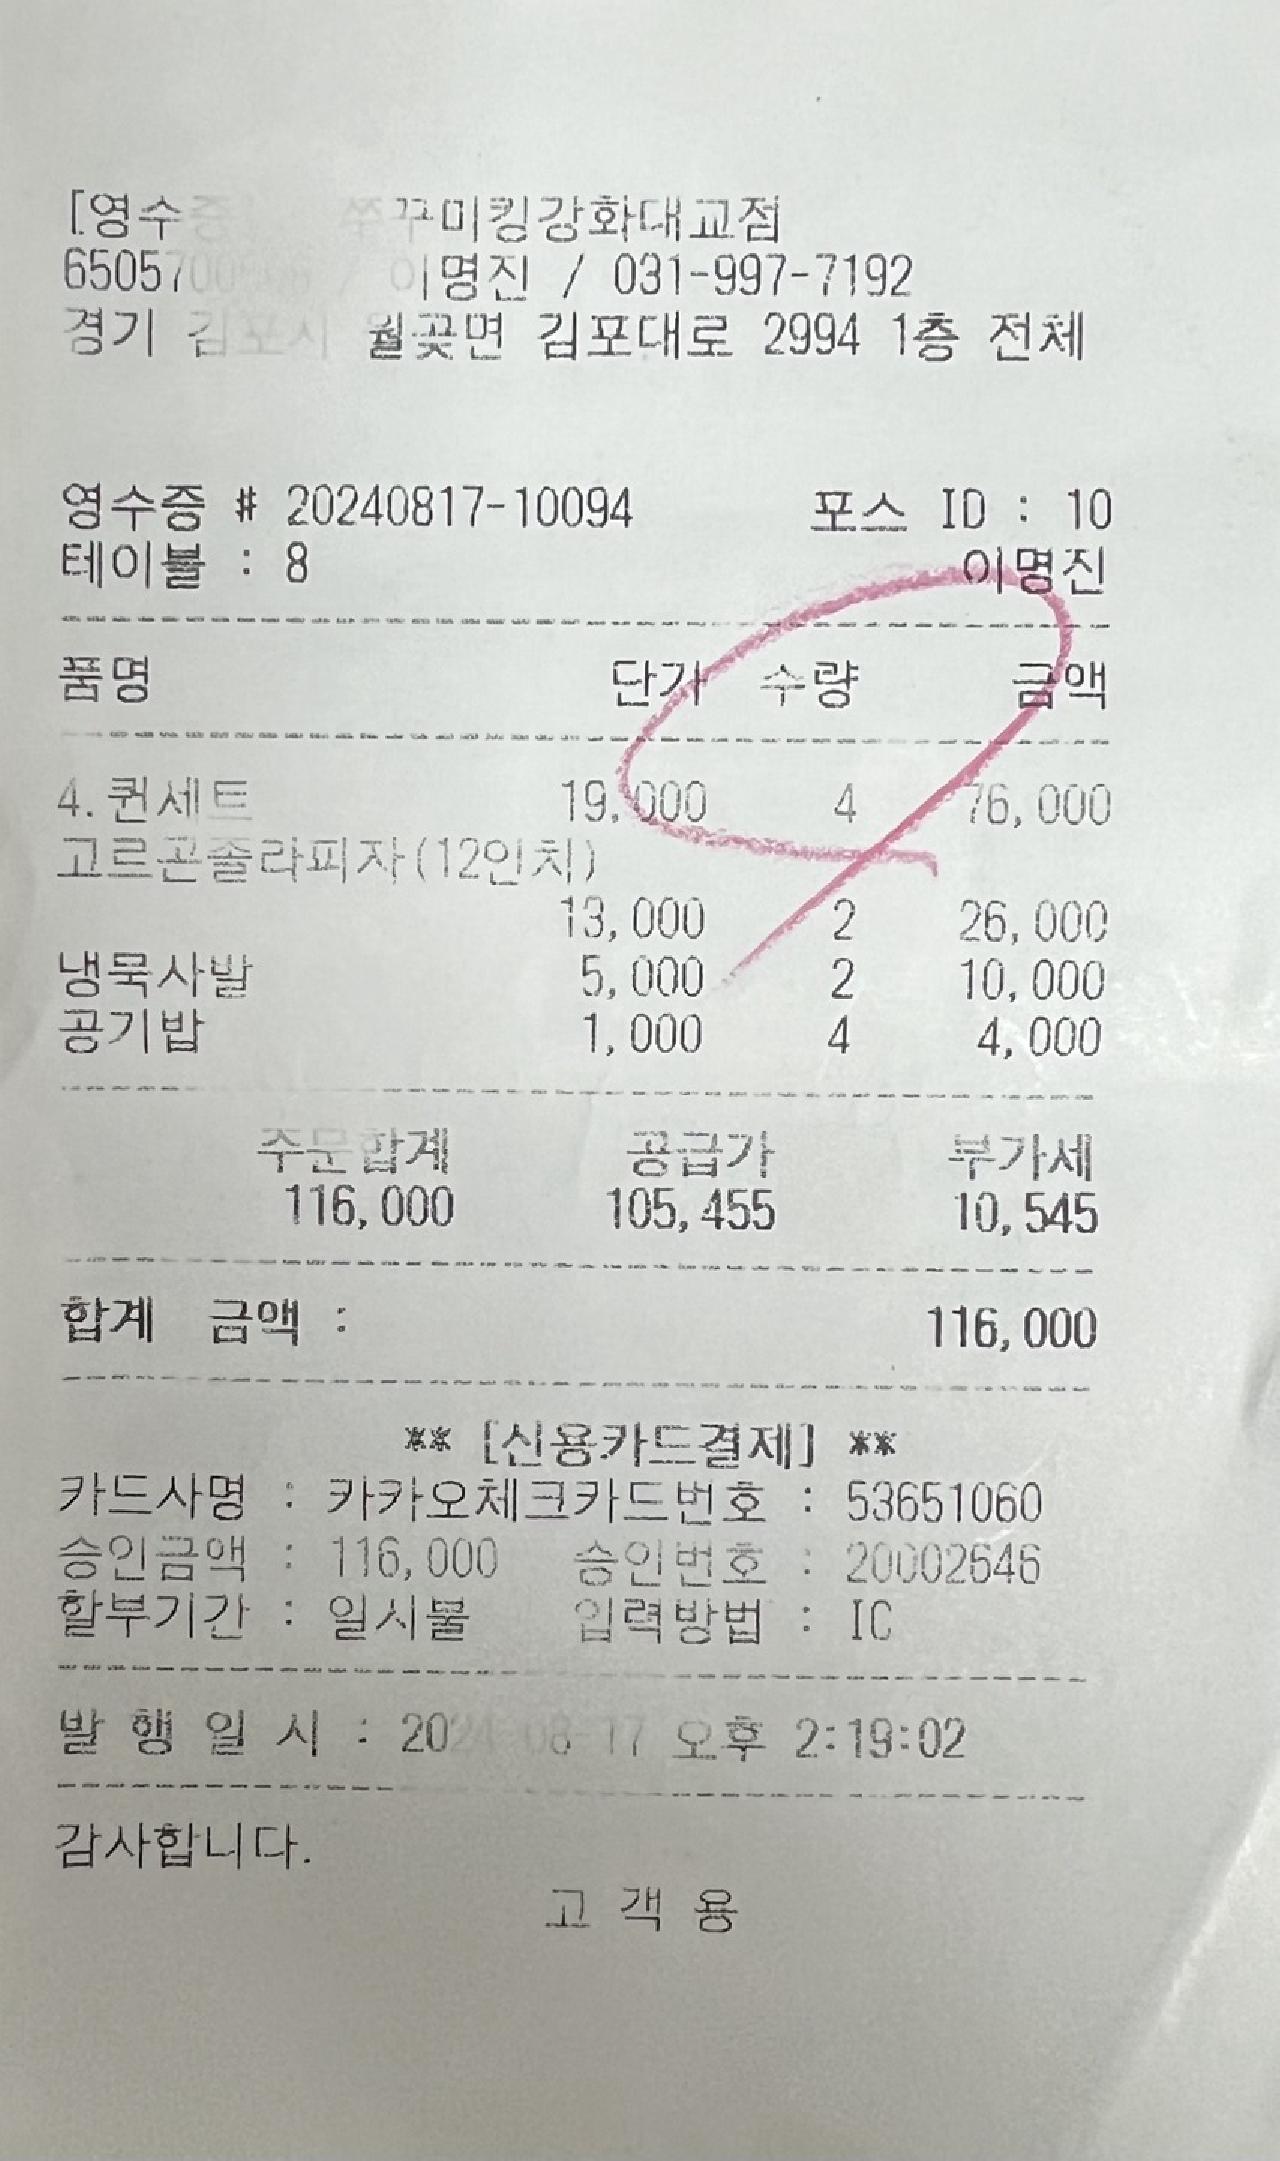 [영수증] 쭈꾸미킹강화대교점
이명진 / 031-997-7192
경기 김포시 월곶면 김포대로 2994 1층 전체
영수증 # 20240817-10094 포스 ID : 10
테이블 : 8 이명진
품명 단가 수량 금액
4.퀸세트 19,000 4 76,000
고르곤졸라피자(12인치)
13,000 2 26,000
냉묵사발 5,000 2 10,000
공기밥 1,000 4 4,000
주문합계 공급가 부가세
116,000 105,455 10,545
합계 금액 : 116,000
** [신용카드결제] **
카드사명 : 카카오체크카드번호 : 53651060
승인금액 : 116,000 승인번호 : 20002646
할부기간 : 일시불 입력방법 : IC
발 행 일 시 : 2024-08-17 오후 2:19:02
감사합니다.
고 객 용